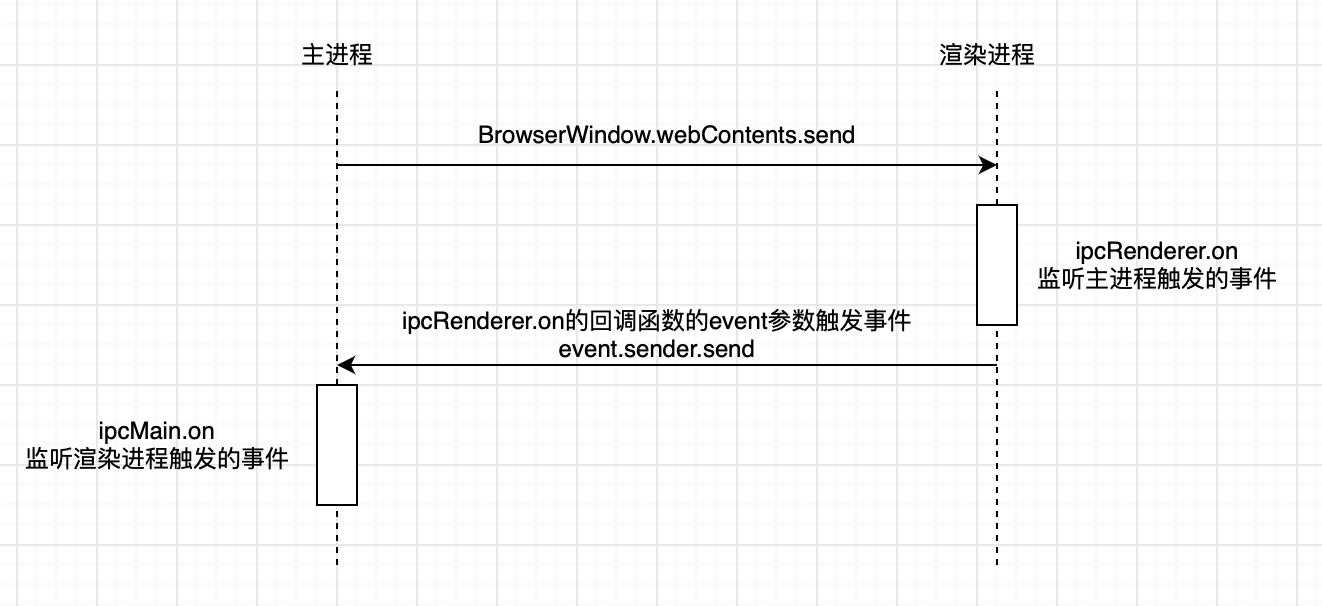 主进程
渲染进程
BrowserWindow.webContents.send
ipcRenderer.on
监听主进程触发的事件
ipcRenderer.on的回调函数的event参数触发事件
event.sender.send
ipcMain.on
监听渲染进程触发的事件